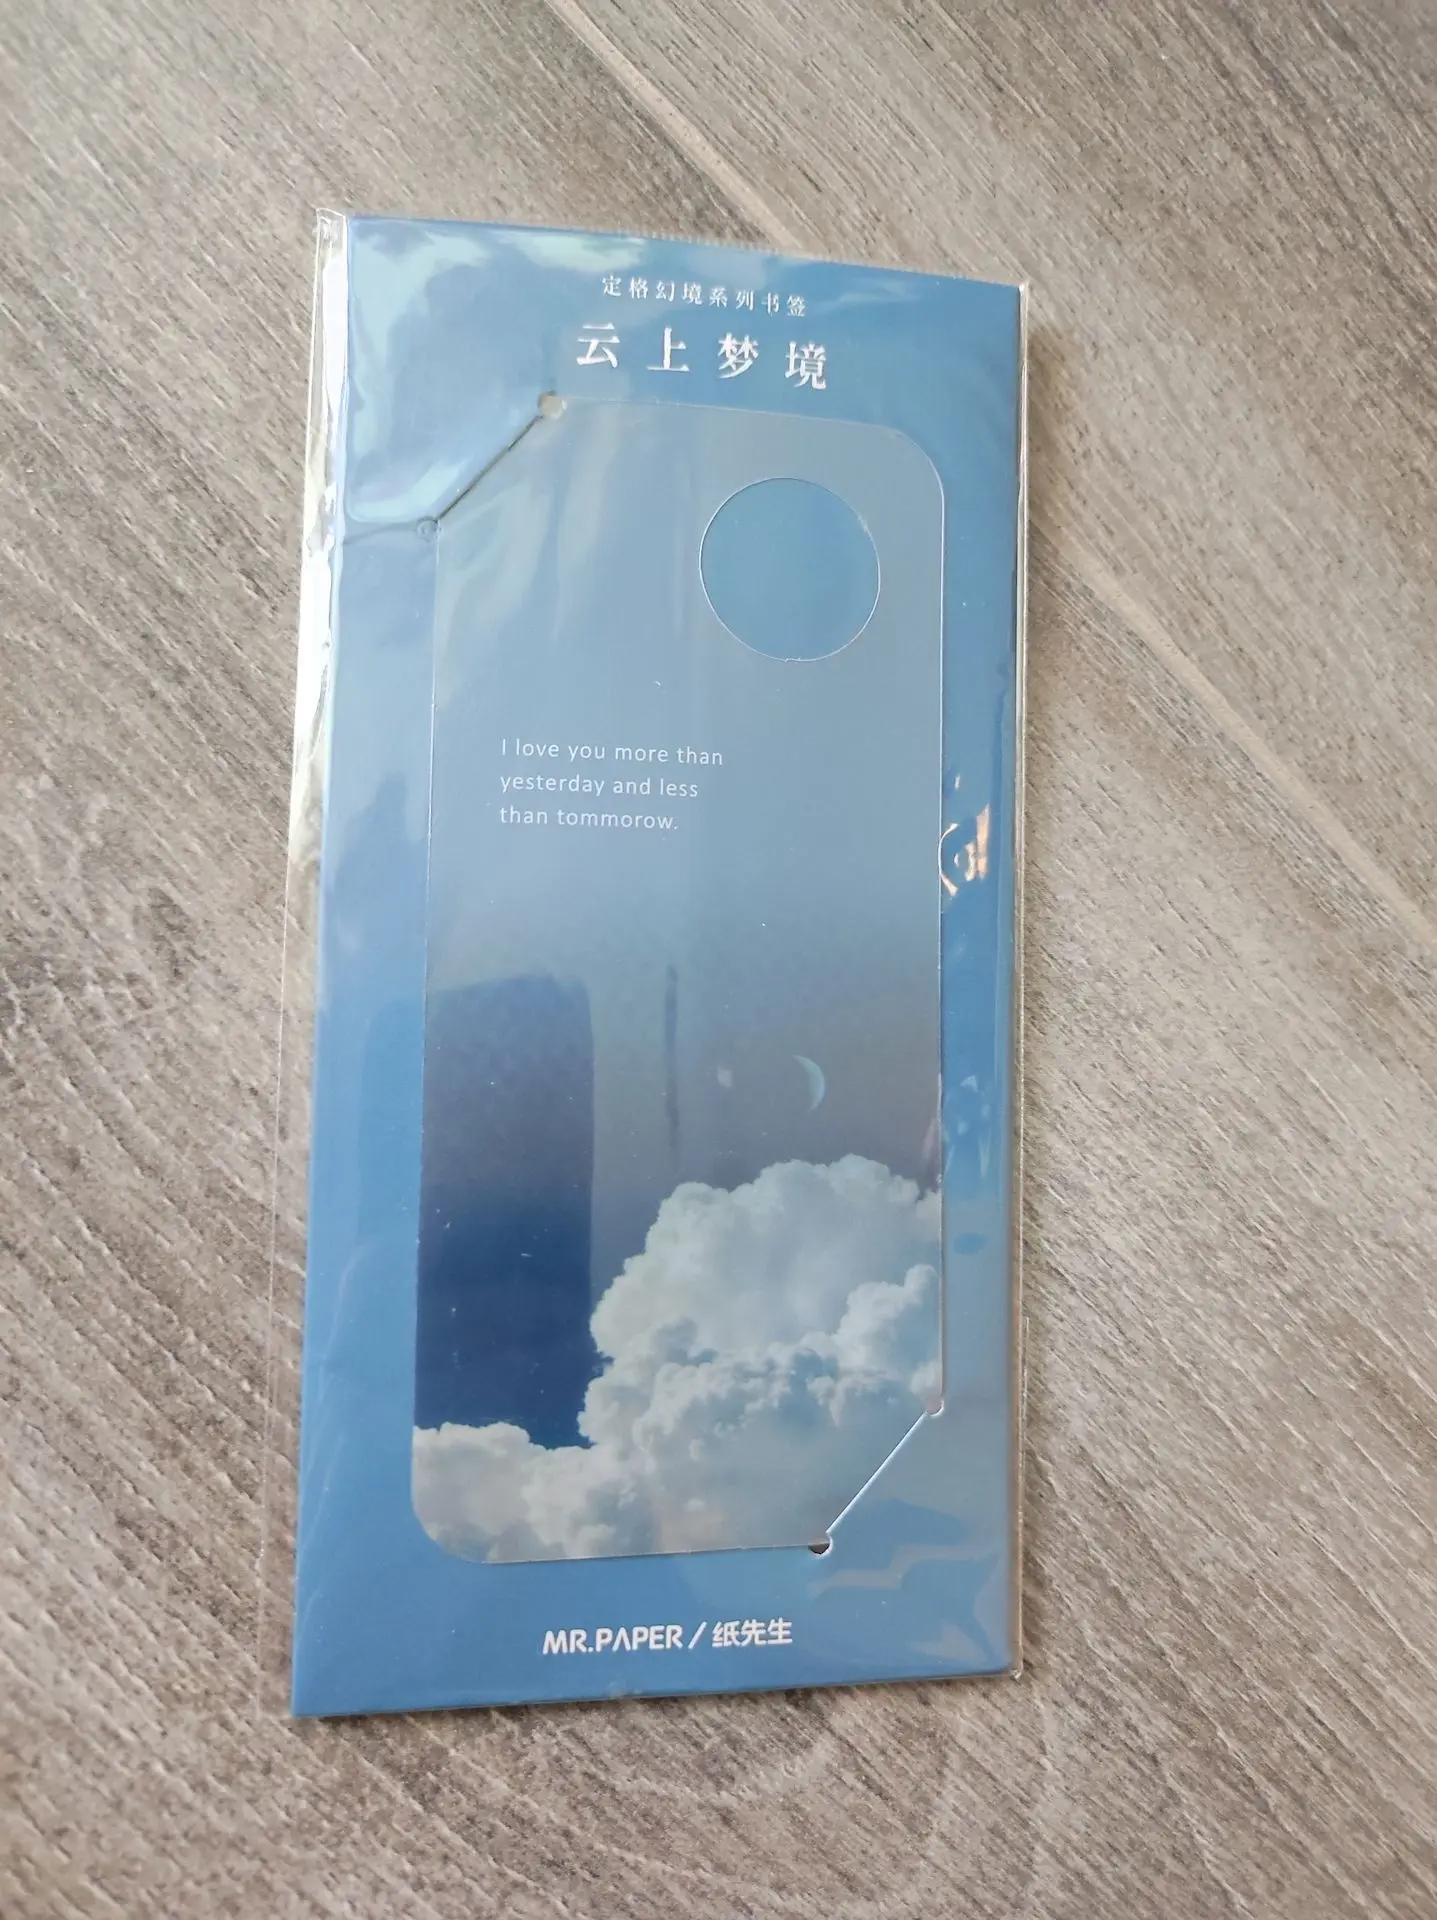 定格幻境系列书签
云上梦境
I love you more than
yesterday and less
than tommorow.
MR.PAPER / 纸先生